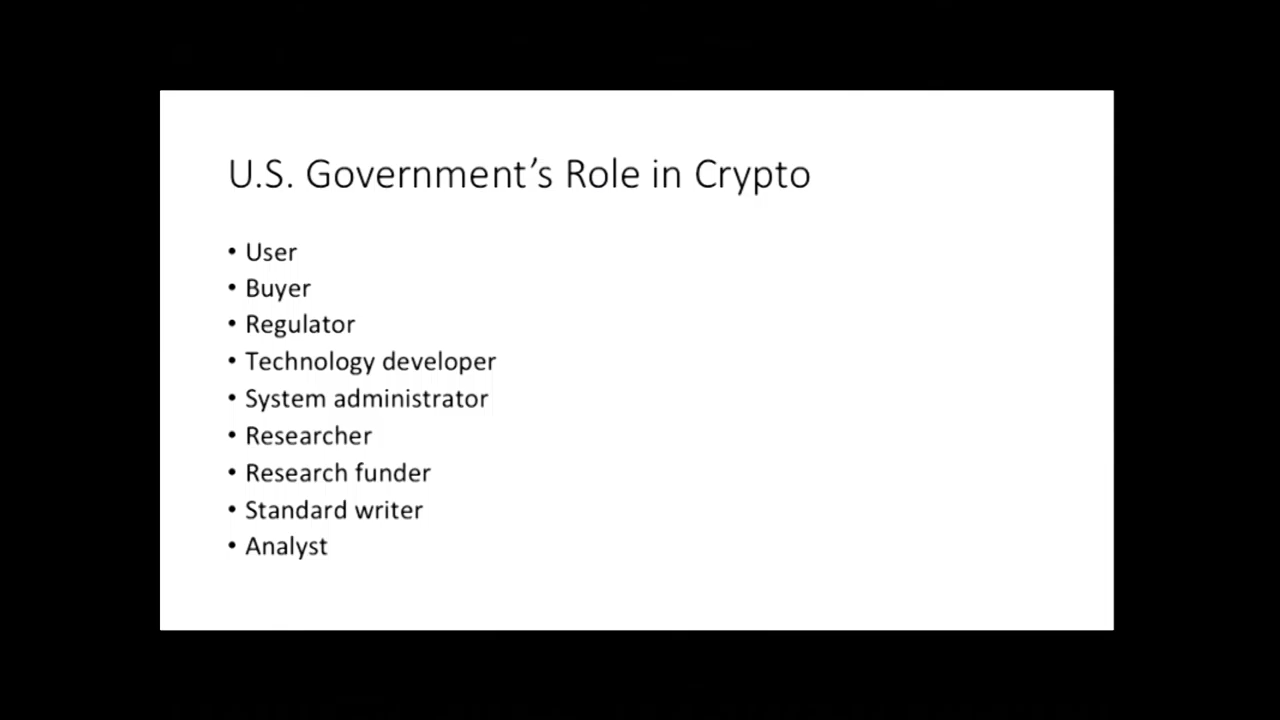 U.S. Government’s Role in Crypto
• User
• Buyer
• Regulator
• Technology developer
• System administrator
• Researcher
• Research funder
• Standard writer
• Analyst